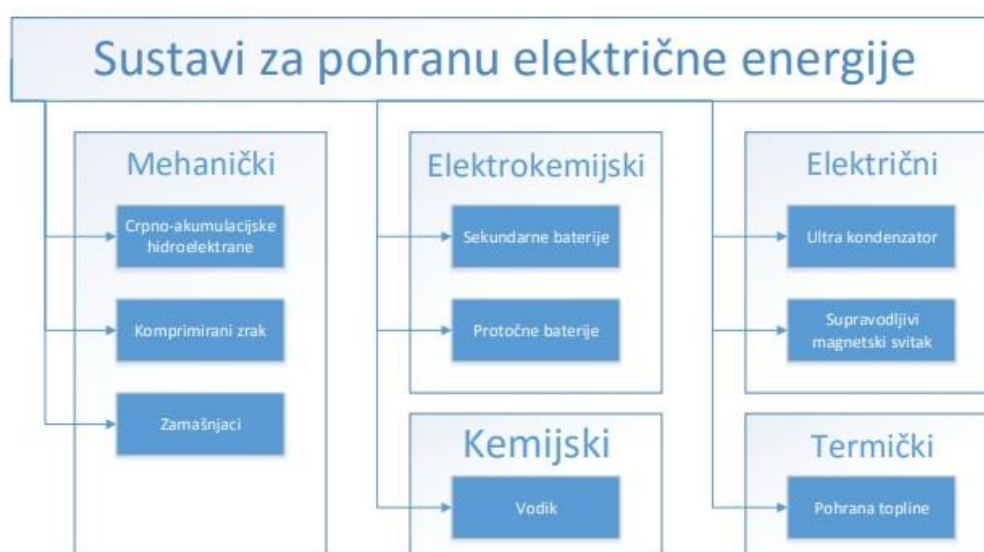 Sustavi za pohranu električne energije
Mehanički
Crpno-akumulacijske
hidroelektrane
Komprimirani zrak
Zamašnjaci
Elektrokemijski
Sekundarne baterije
Protočne baterije
Kemijski
Vodik
Električni
Ultra kondenzator
Supravodljivi
magnetski svitak
Termički
Pohrana topline